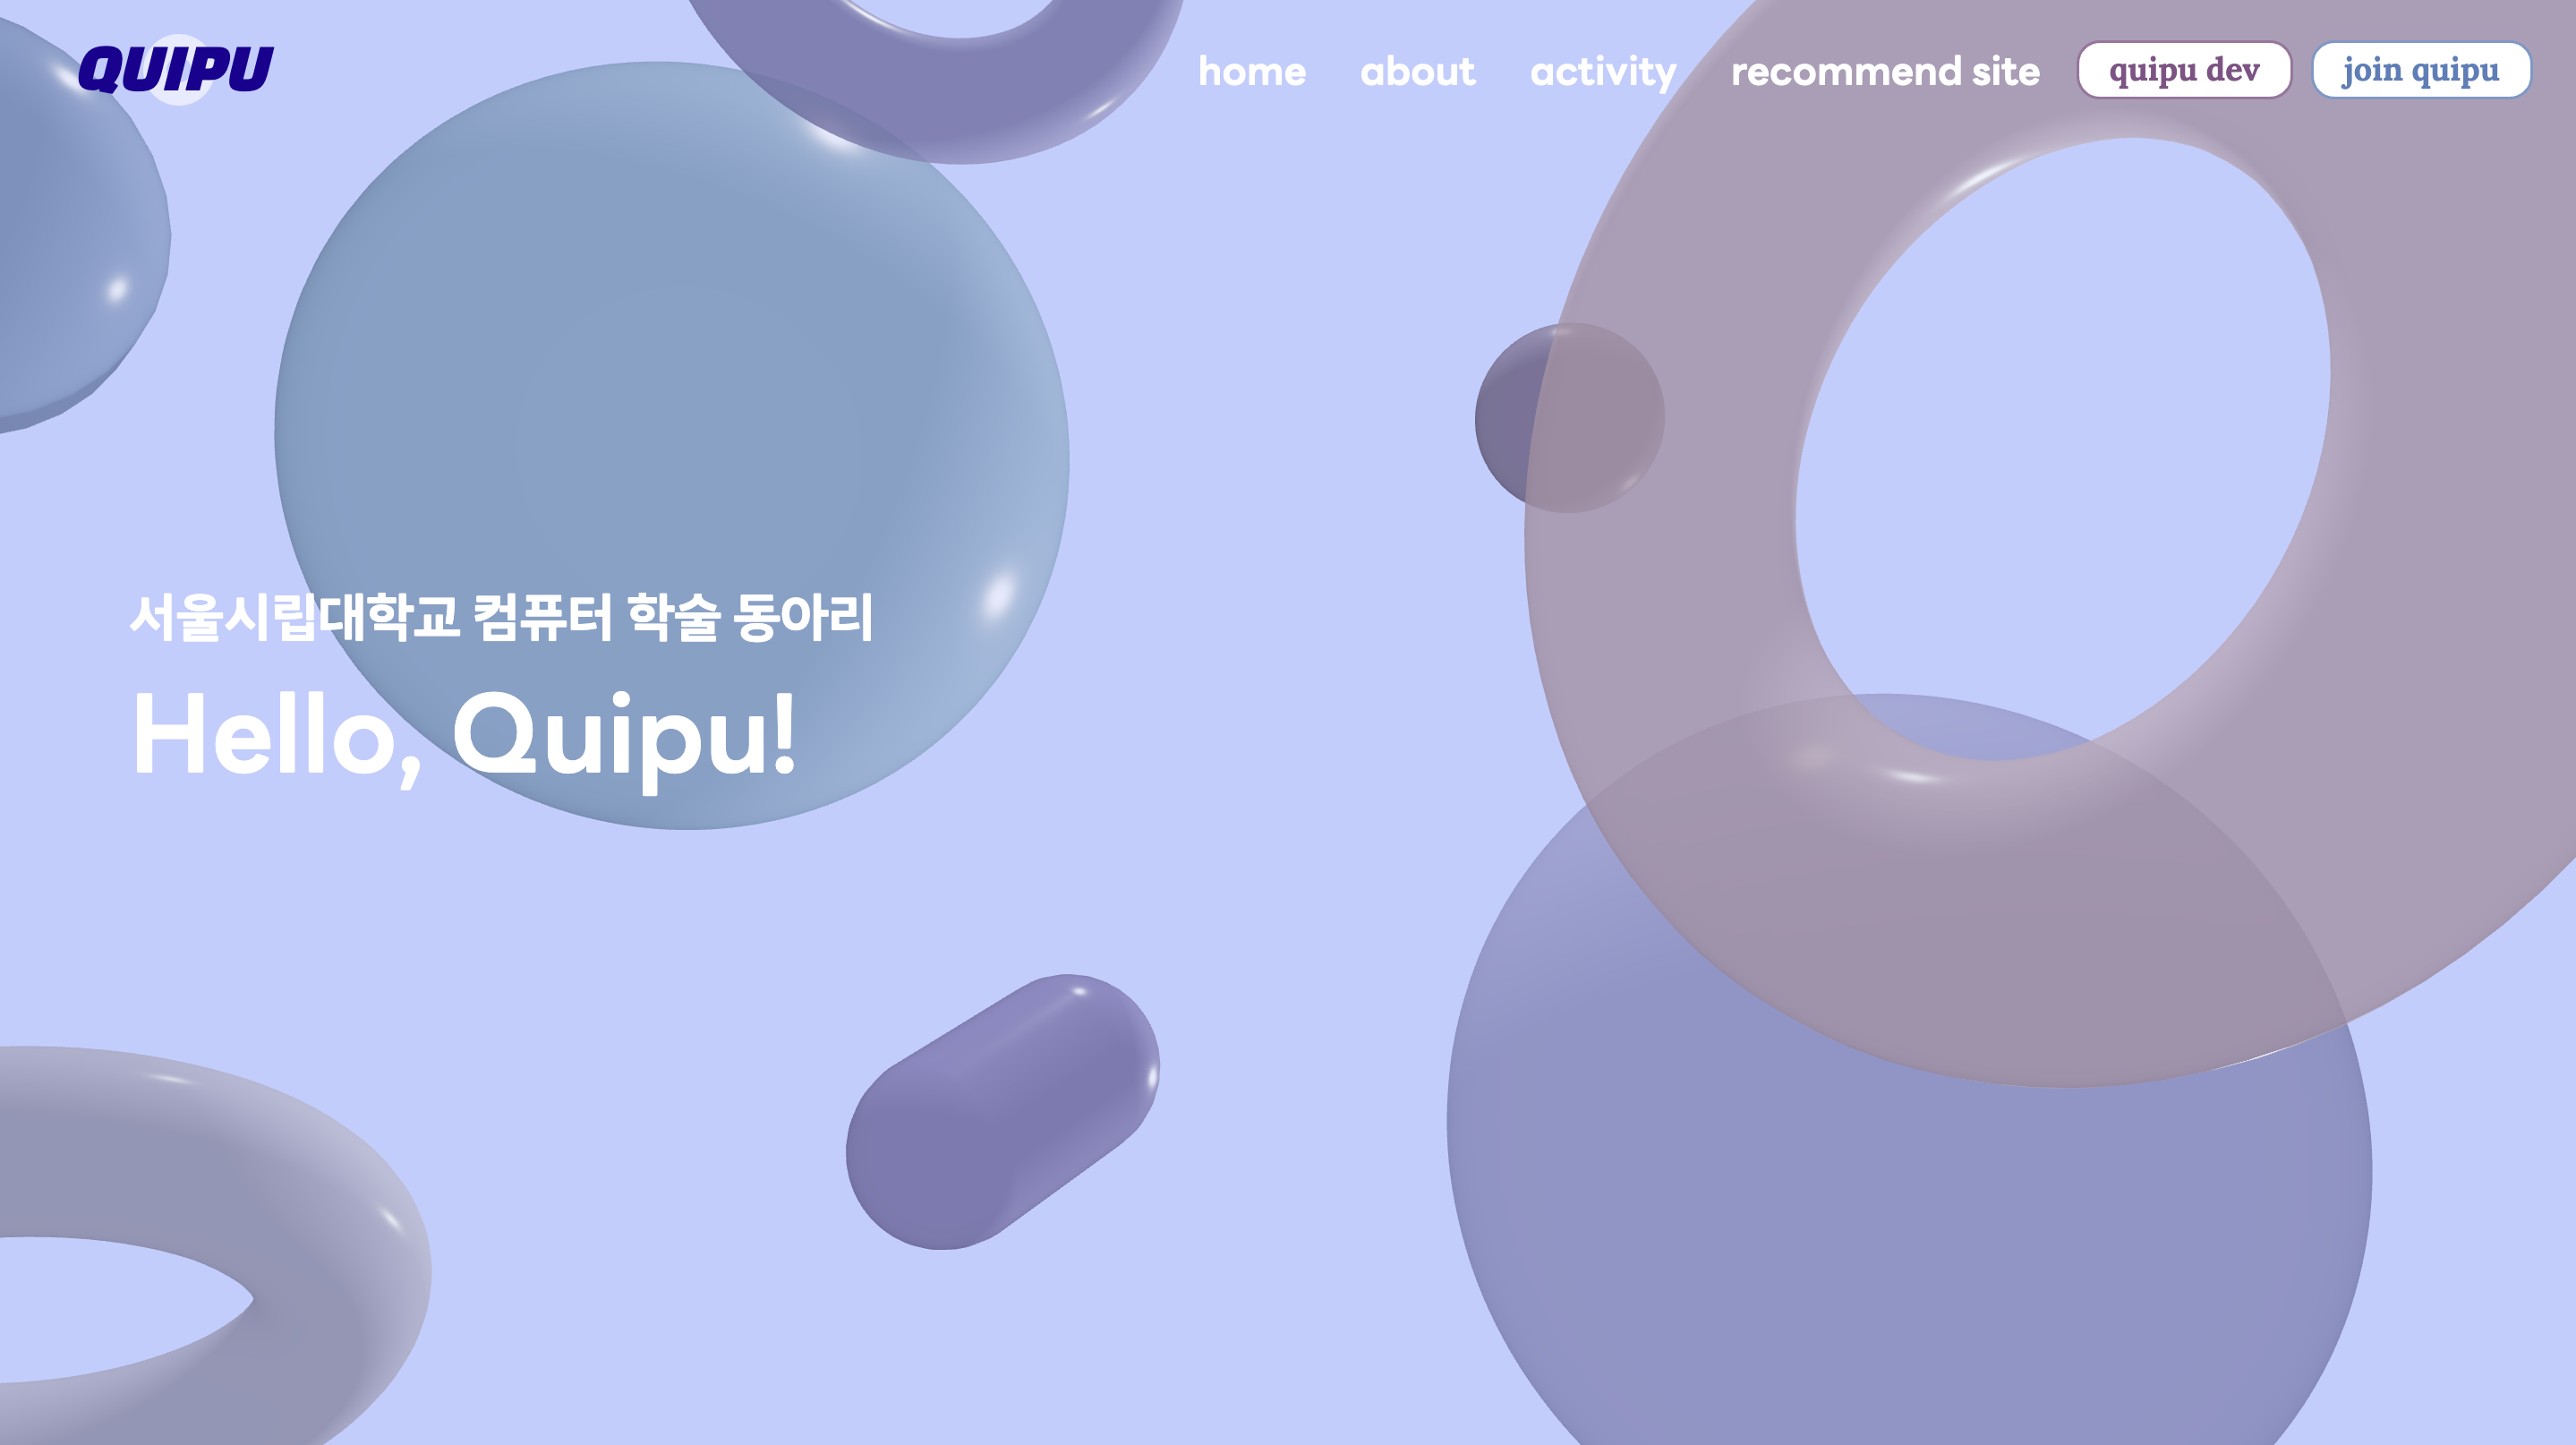 QUIPU
home about activity recommend site quipu dev join quipu
서울시립대학교 컴퓨터 학술 동아리
Hello, Quipu!